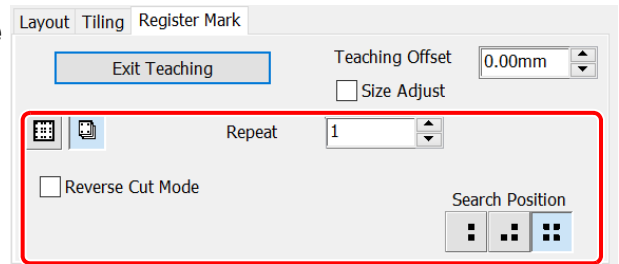 Layout Tiling Register Mark
Exit Teaching
Teaching Offset 0.00mm
Size Adjust
Repeat 1
Reverse Cut Mode
Search Position